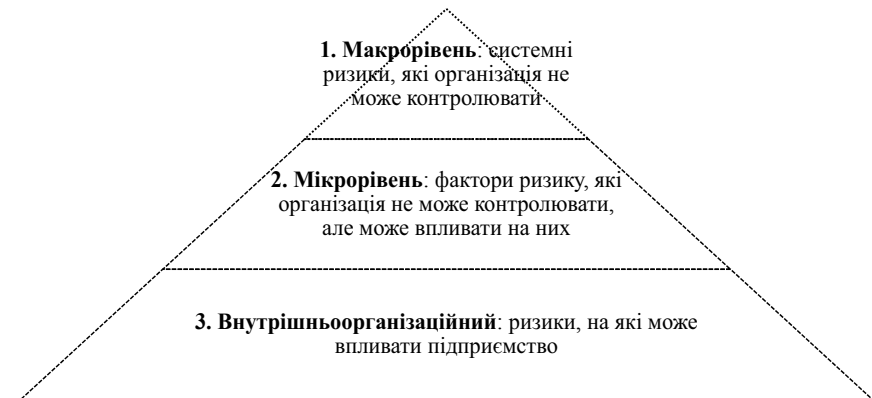 1. Макрорівень: системні
ризики, які організація не
може контролювати
2. Мікрорівень: фактори ризику, які
організація не може контролювати,
але може впливати на них
3. Внутрішньоорганізаційний: ризики, на які може
впливати підприємство